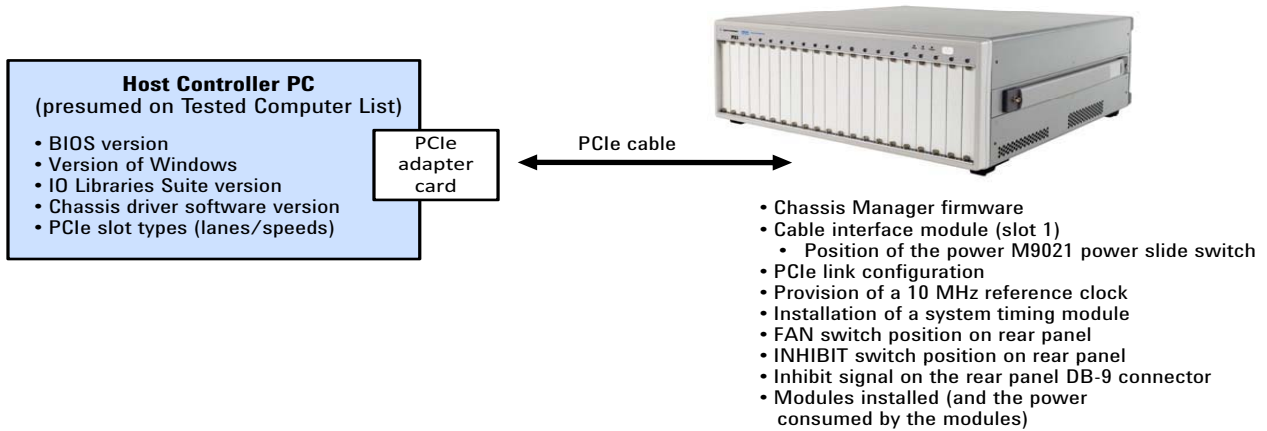 Host Controller PC
(presumed on Tested Computer List)
• BIOS version
• Version of Windows
• IO Libraries Suite version
• Chassis driver software version
• PCIe slot types (lanes/speeds)
PCIe
adapter
card
PCIe cable
PXI
• Chassis Manager firmware
• Cable interface module (slot 1)
• Position of the power M9021 power slide switch
• PCIe link configuration
• Provision of a 10 MHz reference clock
• Installation of a system timing module
• FAN switch position on rear panel
• INHIBIT switch position on rear panel
• Inhibit signal on the rear panel DB-9 connector
• Modules installed (and the power
consumed by the modules)